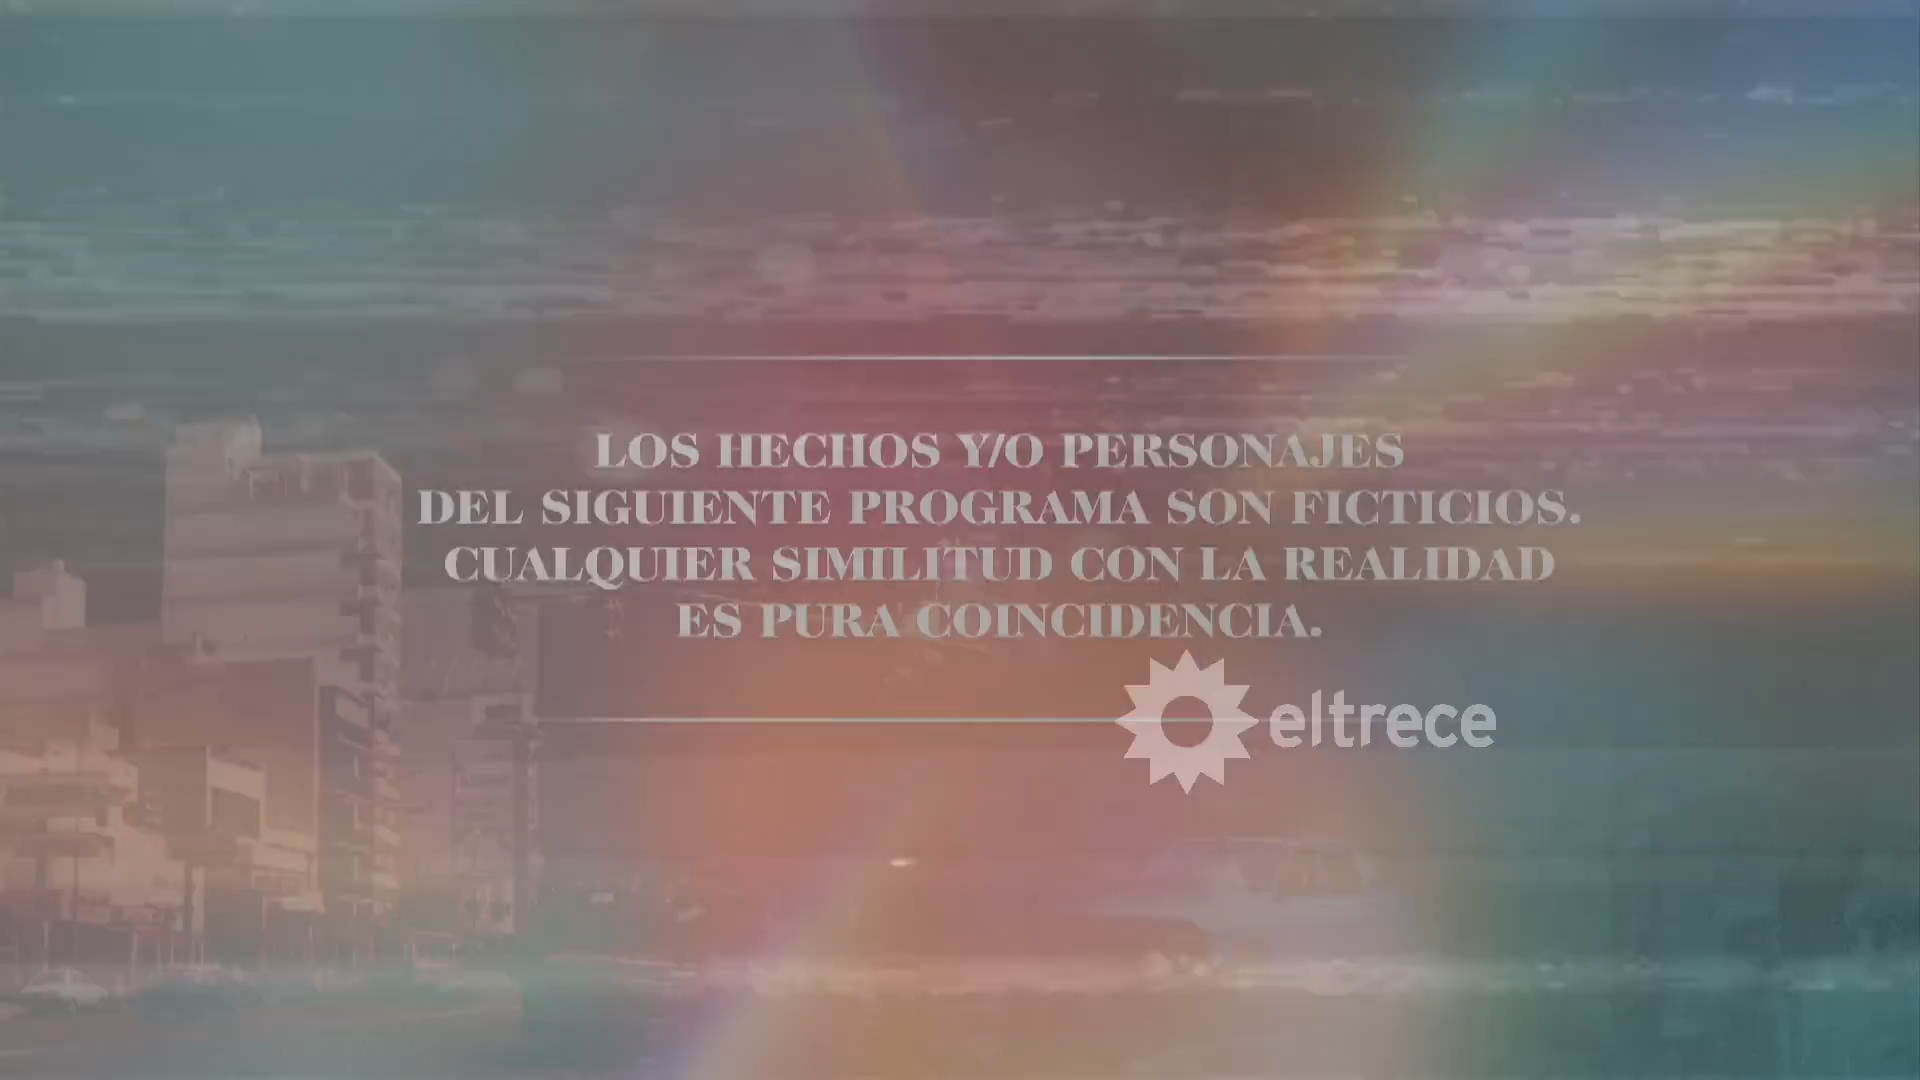 LOS HECHOS Y/O PERSONAJES
DEL SIGUIENTE PROGRAMA SON FICTICIOS.
CUALQUIER SIMILITUD CON LA REALIDAD
ES PURA COINCIDENCIA.
eltrece